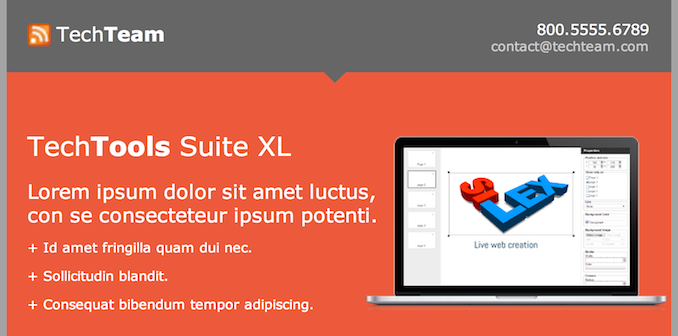 TechTeam
800.5555.6789
contact@techteam.com
TechTools Suite XL
Lorem ipsum dolor sit amet luctus,
con se consecteteur ipsum potenti.
+ Id amet fringilla quam dui nec.
+ Sollicitudin blandit.
+ Consequat bibendum tempor adipiscing.
SILEX
Live web creation
Properties